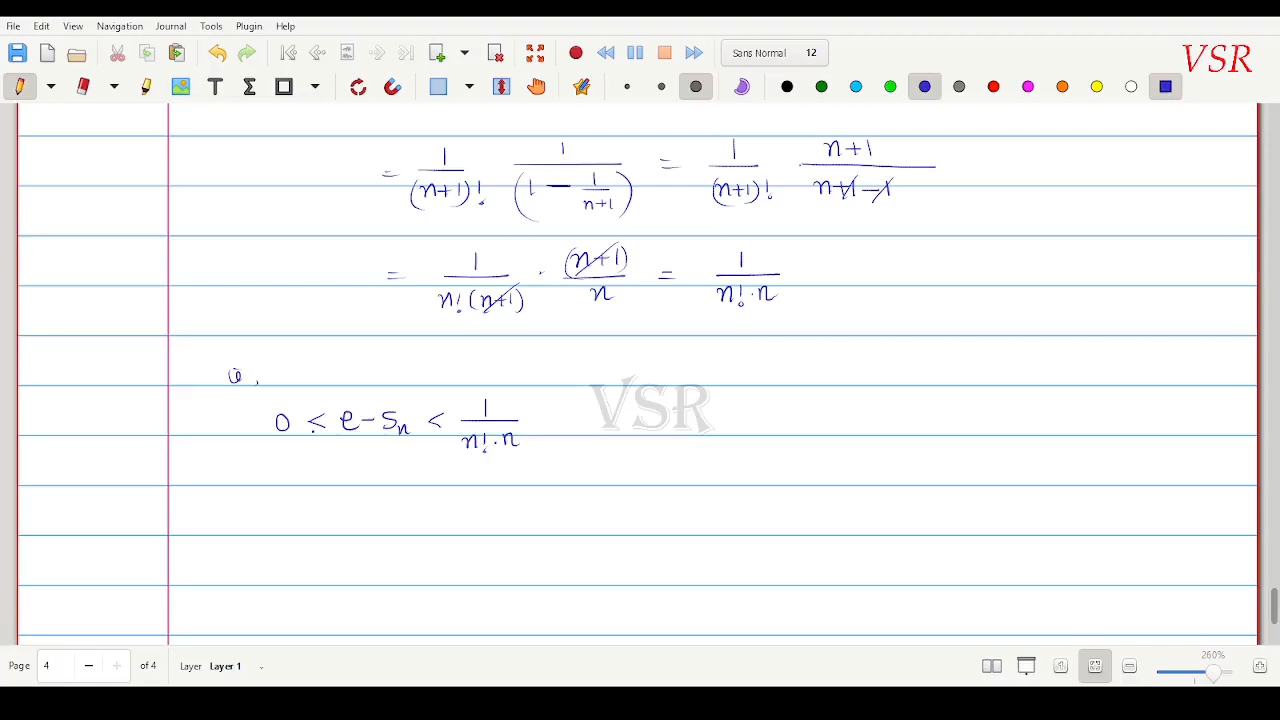 File Edit View Navigation Journal Tools Plugin Help
Sans Normal 12
VSR
= 1/(n+1)! 1/(1 - 1/(n+1)) = 1/(n+1)! · (n+1)/(n+1-1)
= 1/(n!(n+1)) · (n+1)/n = 1/(n!·n)
VSR
0 < e - Sₙ < 1/(n!·n)
Page 4 of 4 Layer Layer 1 260%